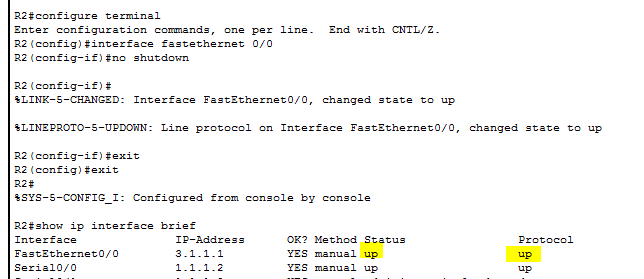 R2#configure terminal
Enter configuration commands, one per line.  End with CNTL/Z.
R2(config)#interface fastethernet 0/0
R2(config-if)#no shutdown
R2(config-if)#
%LINK-5-CHANGED: Interface FastEthernet0/0, changed state to up
%LINEPROTO-5-UPDOWN: Line protocol on Interface FastEthernet0/0, changed state to up
R2(config-if)#exit
R2(config)#exit
R2#
%SYS-5-CONFIG_I: Configured from console by console
R2#show ip interface brief
Interface              IP-Address      OK? Method Status                Protocol
FastEthernet0/0        3.1.1.1         YES manual up                    up
Serial0/0              1.1.1.2         YES manual up                    up